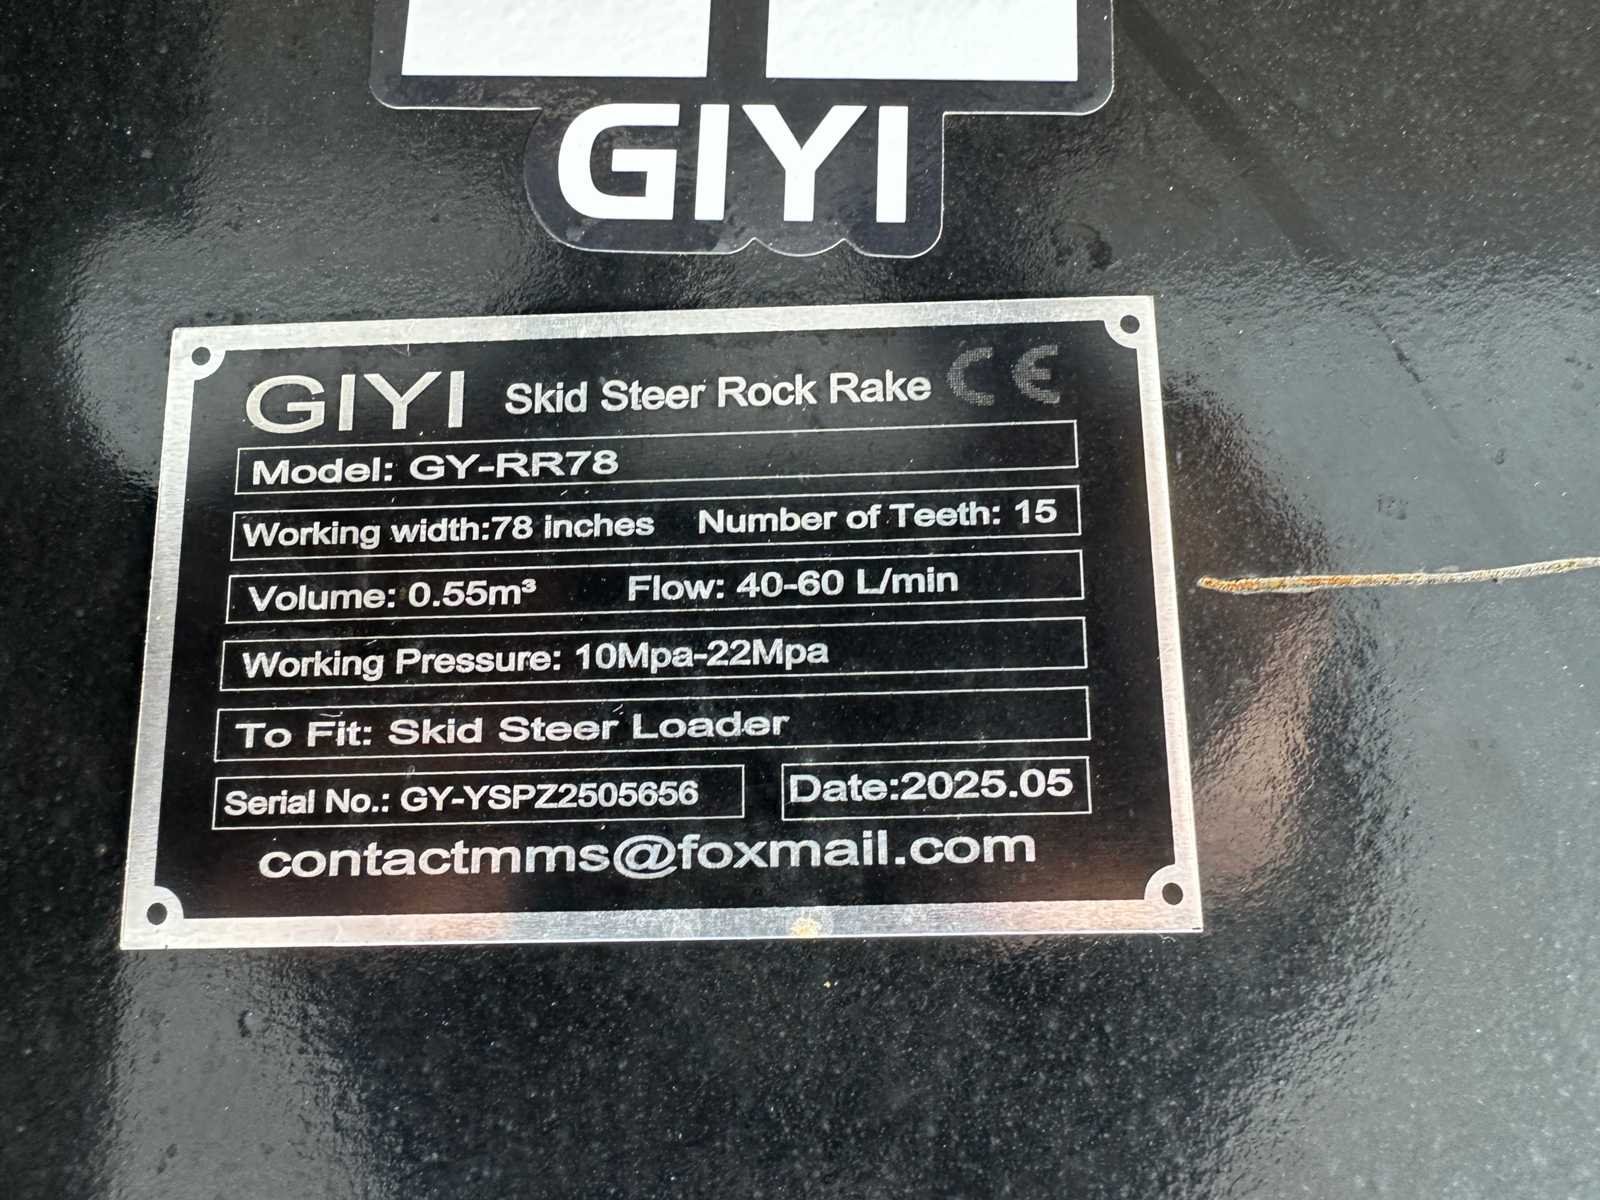 GIYI
GIYI Skid Steer Rock Rake CE
Model: GY-RR78
Working width:78 inches Number of Teeth: 15
Volume: 0.55m³ Flow: 40-60 L/min
Working Pressure: 10Mpa-22Mpa
To Fit: Skid Steer Loader
Serial No.: GY-YSPZ2505656 Date:2025.05
contactmms@foxmail.com